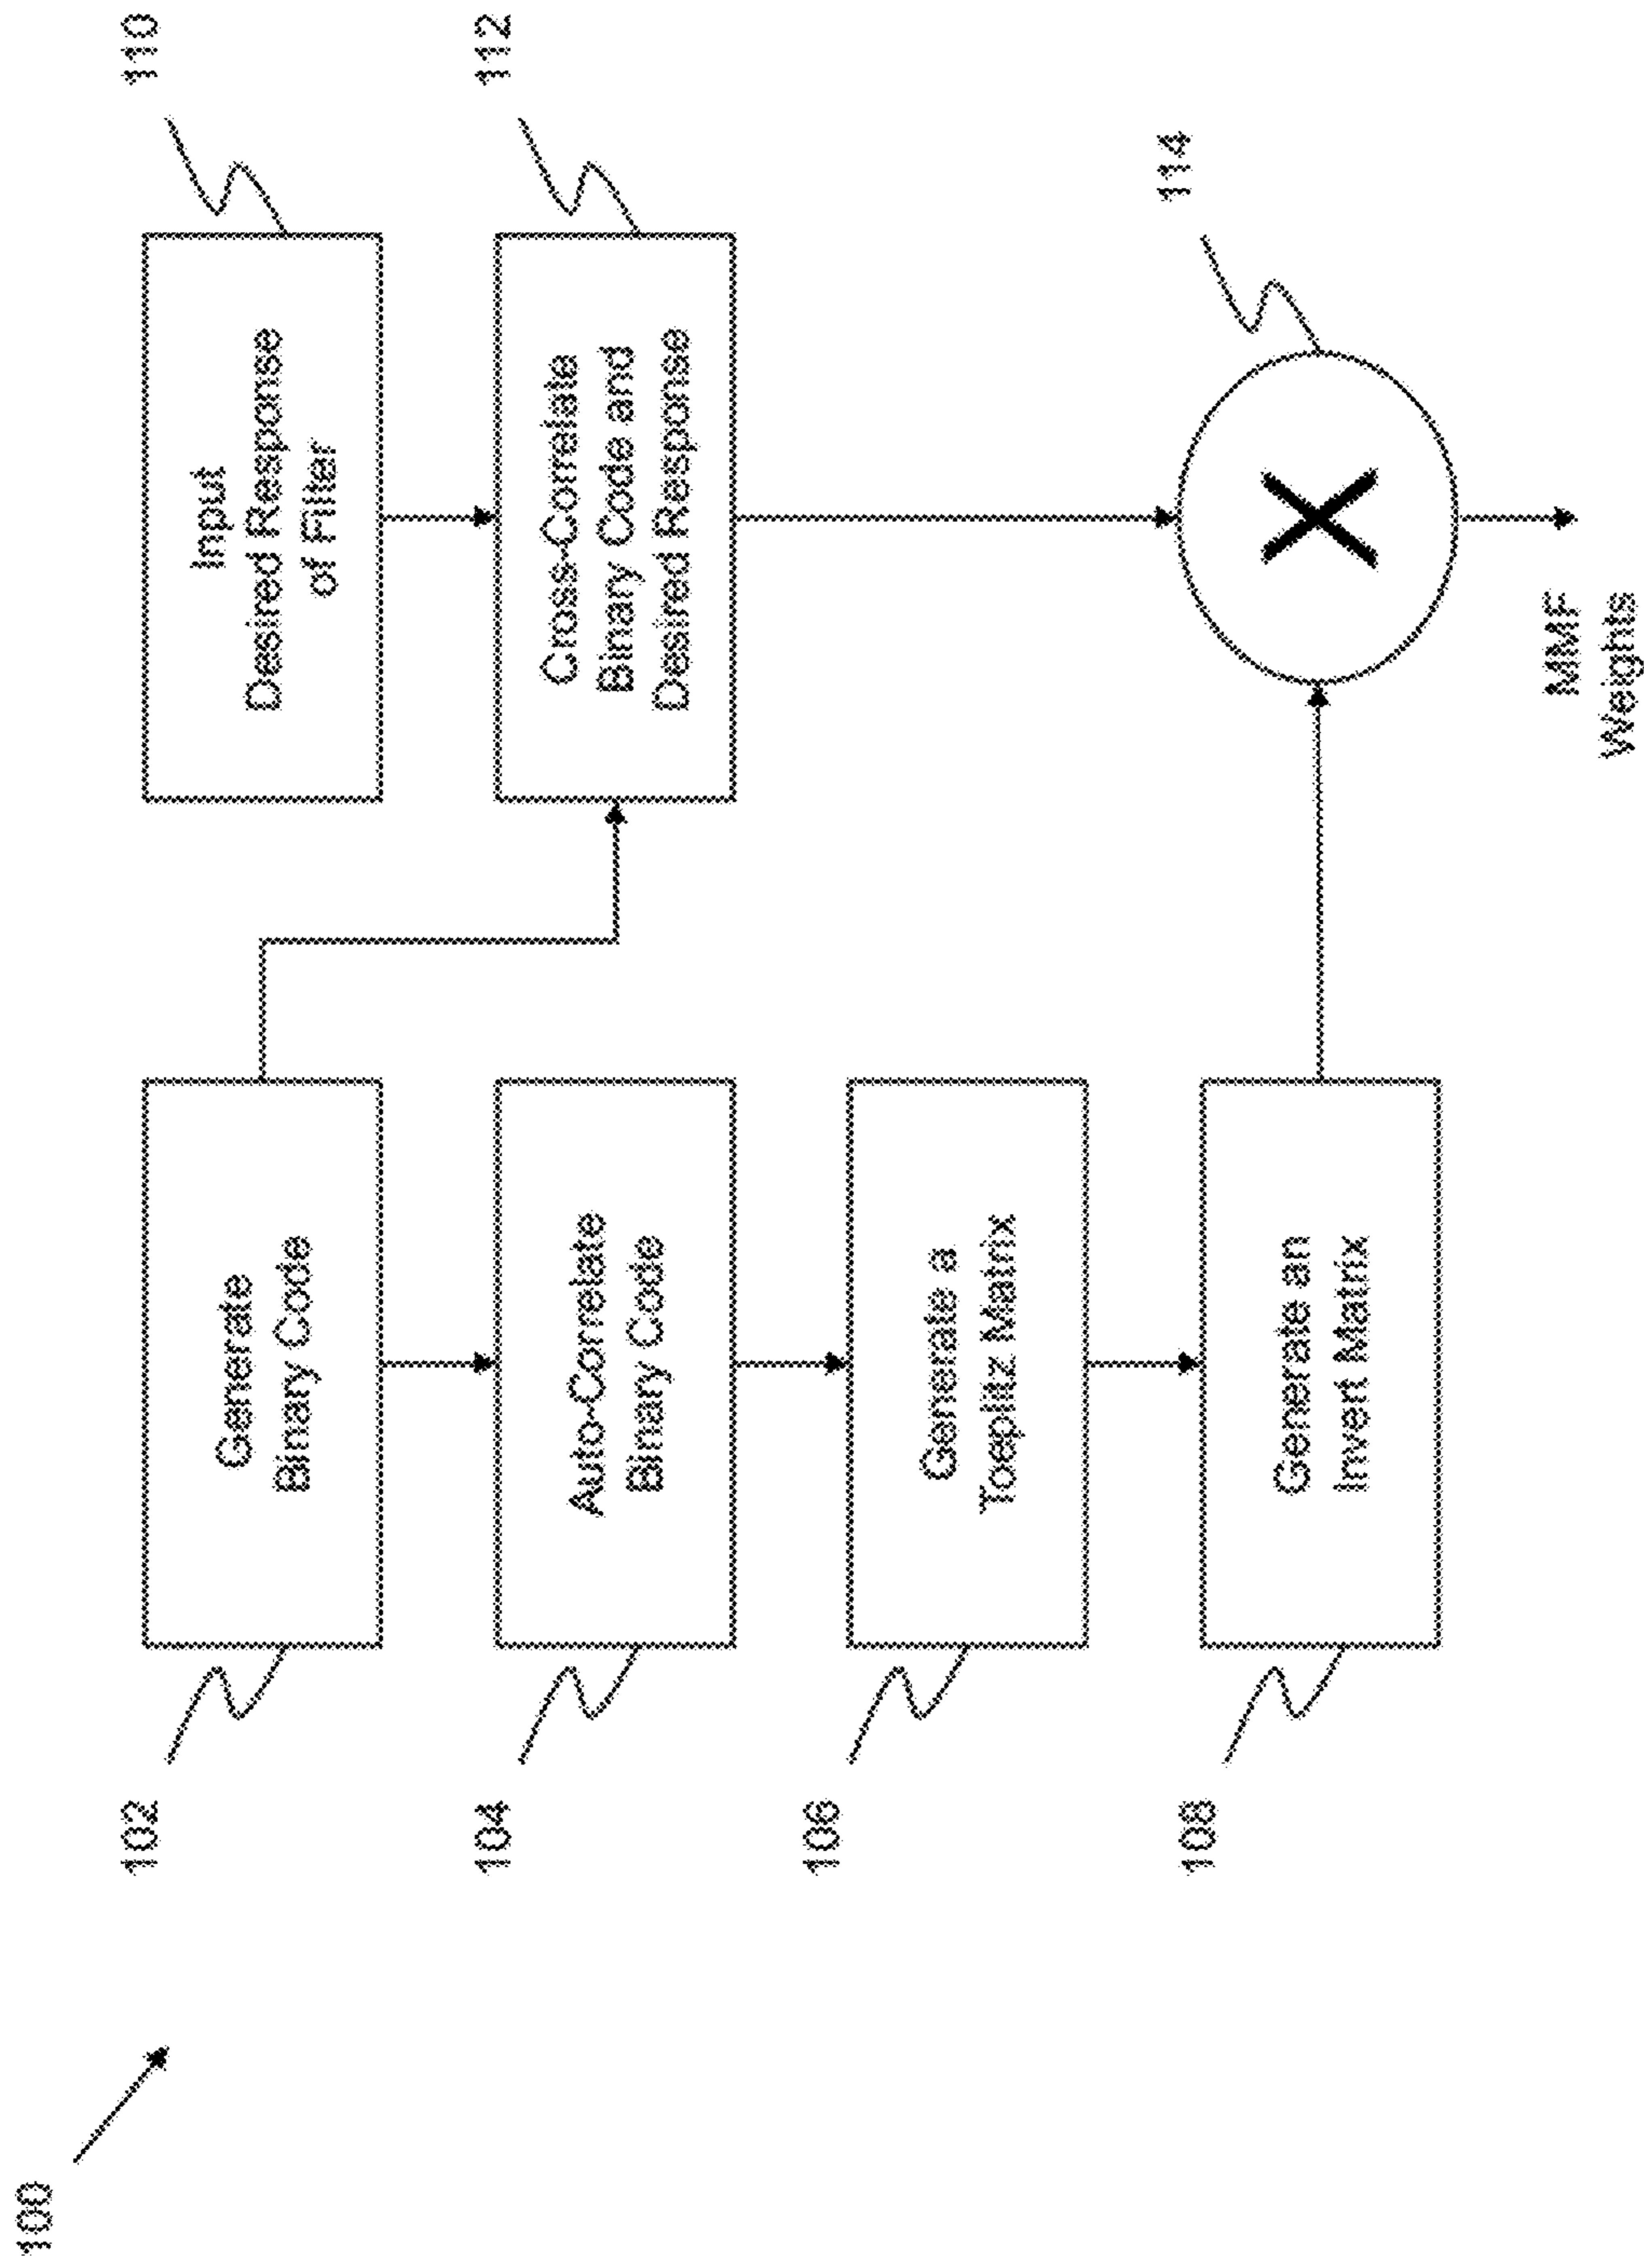 100
102
Generate
Binary Code
104
Auto-Correlate
Binary Code
106
Generate a
Toeplitz Matrix
108
Generate an
Invert Matrix
110
Input
Desired Response
of Filter
112
Cross-Correlate
Binary Code and
Desired Response
114
X
MMF
Weights